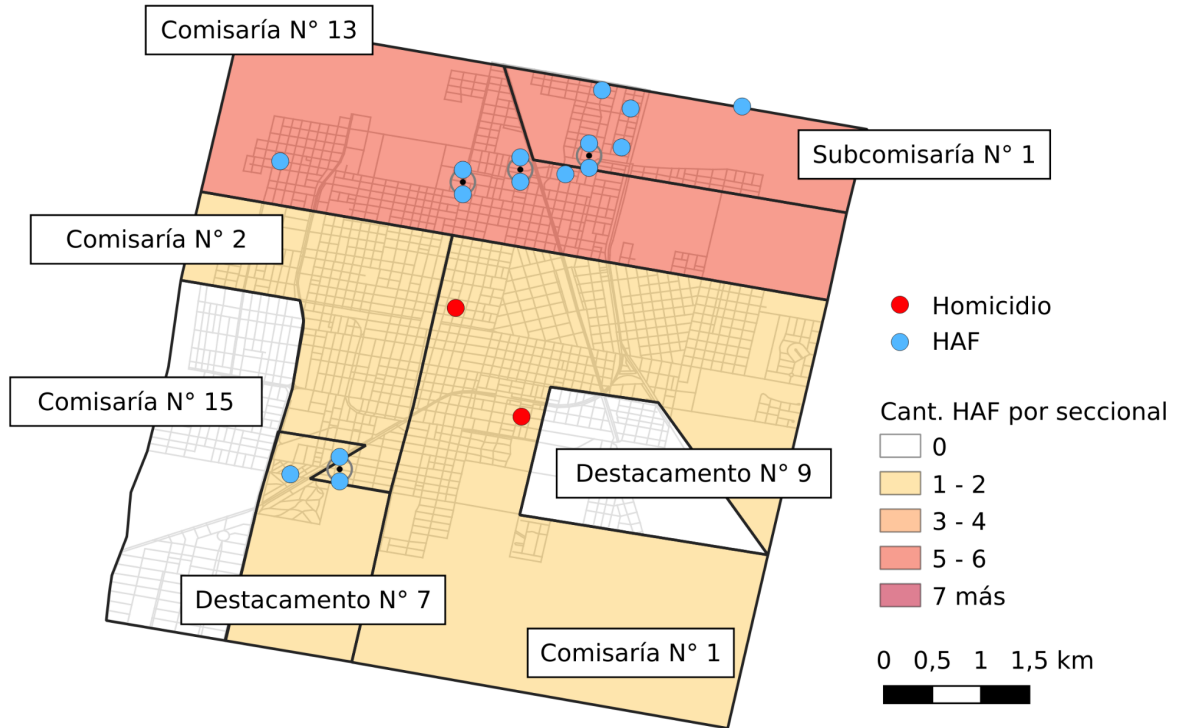 Comisaría N° 13
Subcomisaría N° 1
Comisaría N° 2
Homicidio
HAF
Comisaría N° 15
Cant. HAF por seccional
0
1 - 2
3 - 4
5 - 6
7 más
Destacamento N° 9
Destacamento N° 7
Comisaría N° 1
0 0,5 1 1,5 km